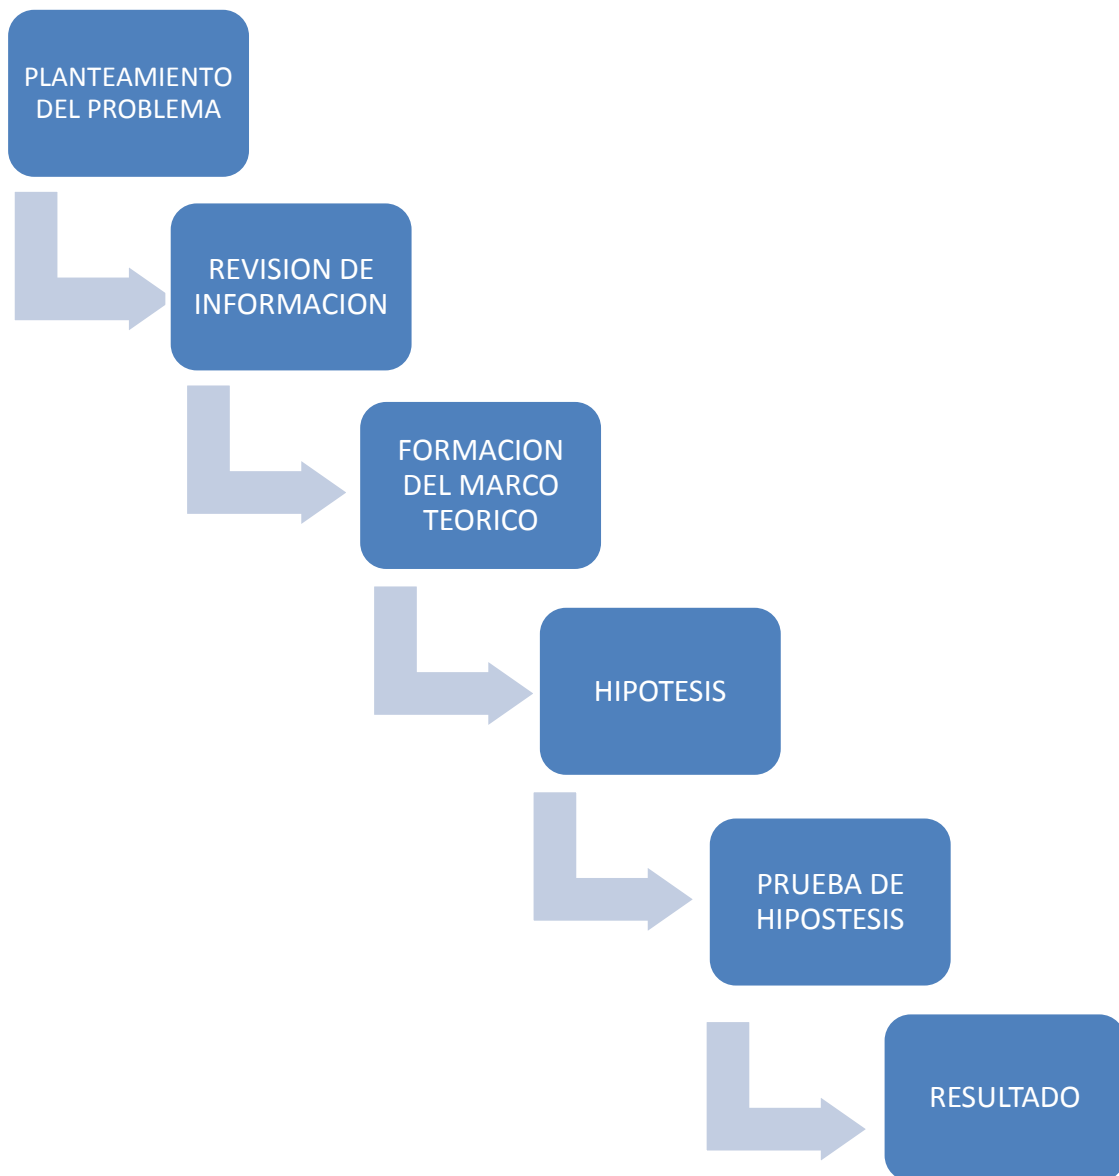 PLANTEAMIENTO
DEL PROBLEMA
REVISION DE
INFORMACION
FORMACION
DEL MARCO
TEORICO
HIPOTESIS
PRUEBA DE
HIPOSTESIS
RESULTADO